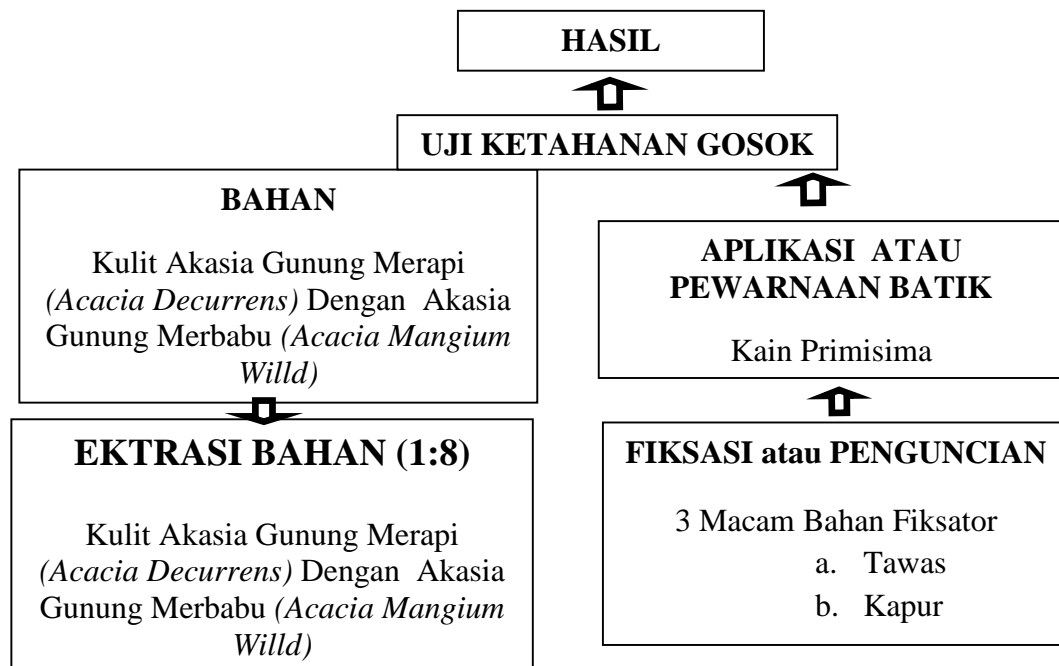 HASIL
UJI KETAHANAN GOSOK
BAHAN
Kulit Akasia Gunung Merapi
(Acacia Decurrens) Dengan Akasia
Gunung Merbabu (Acacia Mangium
Willd)
EKTRASI BAHAN (1:8)
Kulit Akasia Gunung Merapi
(Acacia Decurrens) Dengan Akasia
Gunung Merbabu (Acacia Mangium
Willd)
APLIKASI ATAU
PEWARNAAN BATIK
Kain Primisima
FIKSASI atau PENGUNCIAN
3 Macam Bahan Fiksator
a. Tawas
b. Kapur